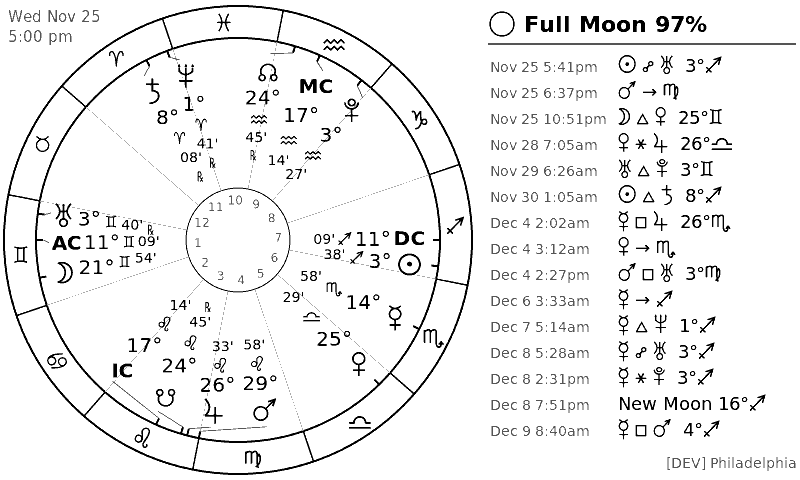 Wed Nov 25
5:00 pm
♓
♈
♒
♉
♑
♊
♐
♋
♏
♌
♍
♎
♄ 8° ♈ 08' ℞
♆ 1° ♈ 41' ℞
☊ 24° ♒ 45' ℞
MC 17° ♒ 14'
♇ 3° ♒ 27'
♅ 3° ♊ 40' ℞
AC 11° ♊ 09'
☽ 21° ♊ 54'
09' ♐ 11° DC
38' ♐ 3° ☉
58' ♏ 14° ☿
29' ♎ 25° ♀
IC 17° ♌ 14'
☋ 24° ♌ 45' ℞
♃ 26° ♌ 33'
♂ 29° ♌ 58'
1
2
3
4
5
6
7
8
9
10
11
12
Full Moon 97%
Nov 25 5:41pm ☉ ☍ ♅ 3°♐
Nov 25 6:37pm ♂ → ♍
Nov 25 10:51pm ☽ △ ♀ 25°♊
Nov 28 7:05am ♀ ⚹ ♃ 26°♎
Nov 29 6:26am ♅ △ ♇ 3°♊
Nov 30 1:05am ☉ △ ♄ 8°♐
Dec 4 2:02am ☿ □ ♃ 26°♏
Dec 4 3:12am ♀ → ♏
Dec 4 2:27pm ♂ □ ♅ 3°♍
Dec 6 3:33am ☿ → ♐
Dec 7 5:14am ☿ △ ♆ 1°♐
Dec 8 5:28am ☿ ☍ ♅ 3°♐
Dec 8 2:31pm ☿ ⚹ ♇ 3°♐
Dec 8 7:51pm New Moon 16°♐
Dec 9 8:40am ☿ □ ♂ 4°♐
[DEV] Philadelphia